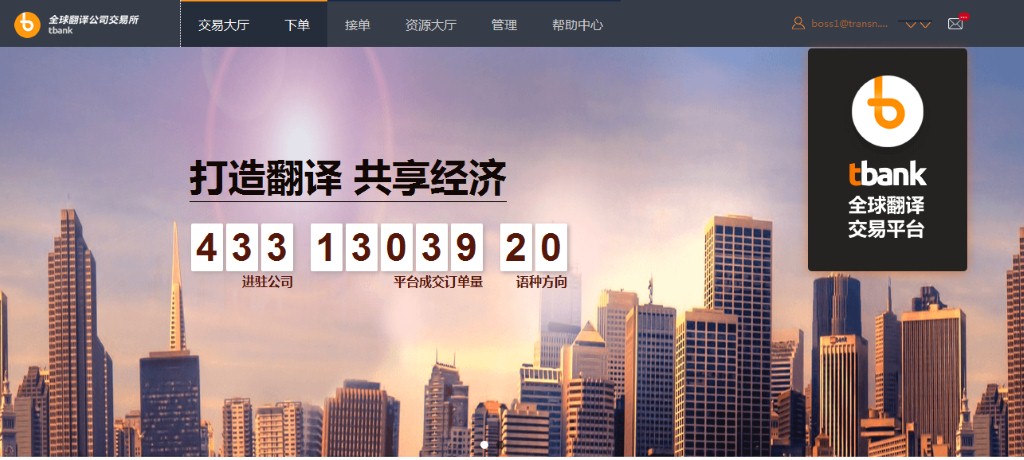 全球翻译公司交易所
tbank
交易大厅 下单 接单 资源大厅 管理 帮助中心
boss1@transn....
打造翻译 共享经济
433 13039 20
进驻公司 平台成交订单量 语种方向
tbank
全球翻译
交易平台